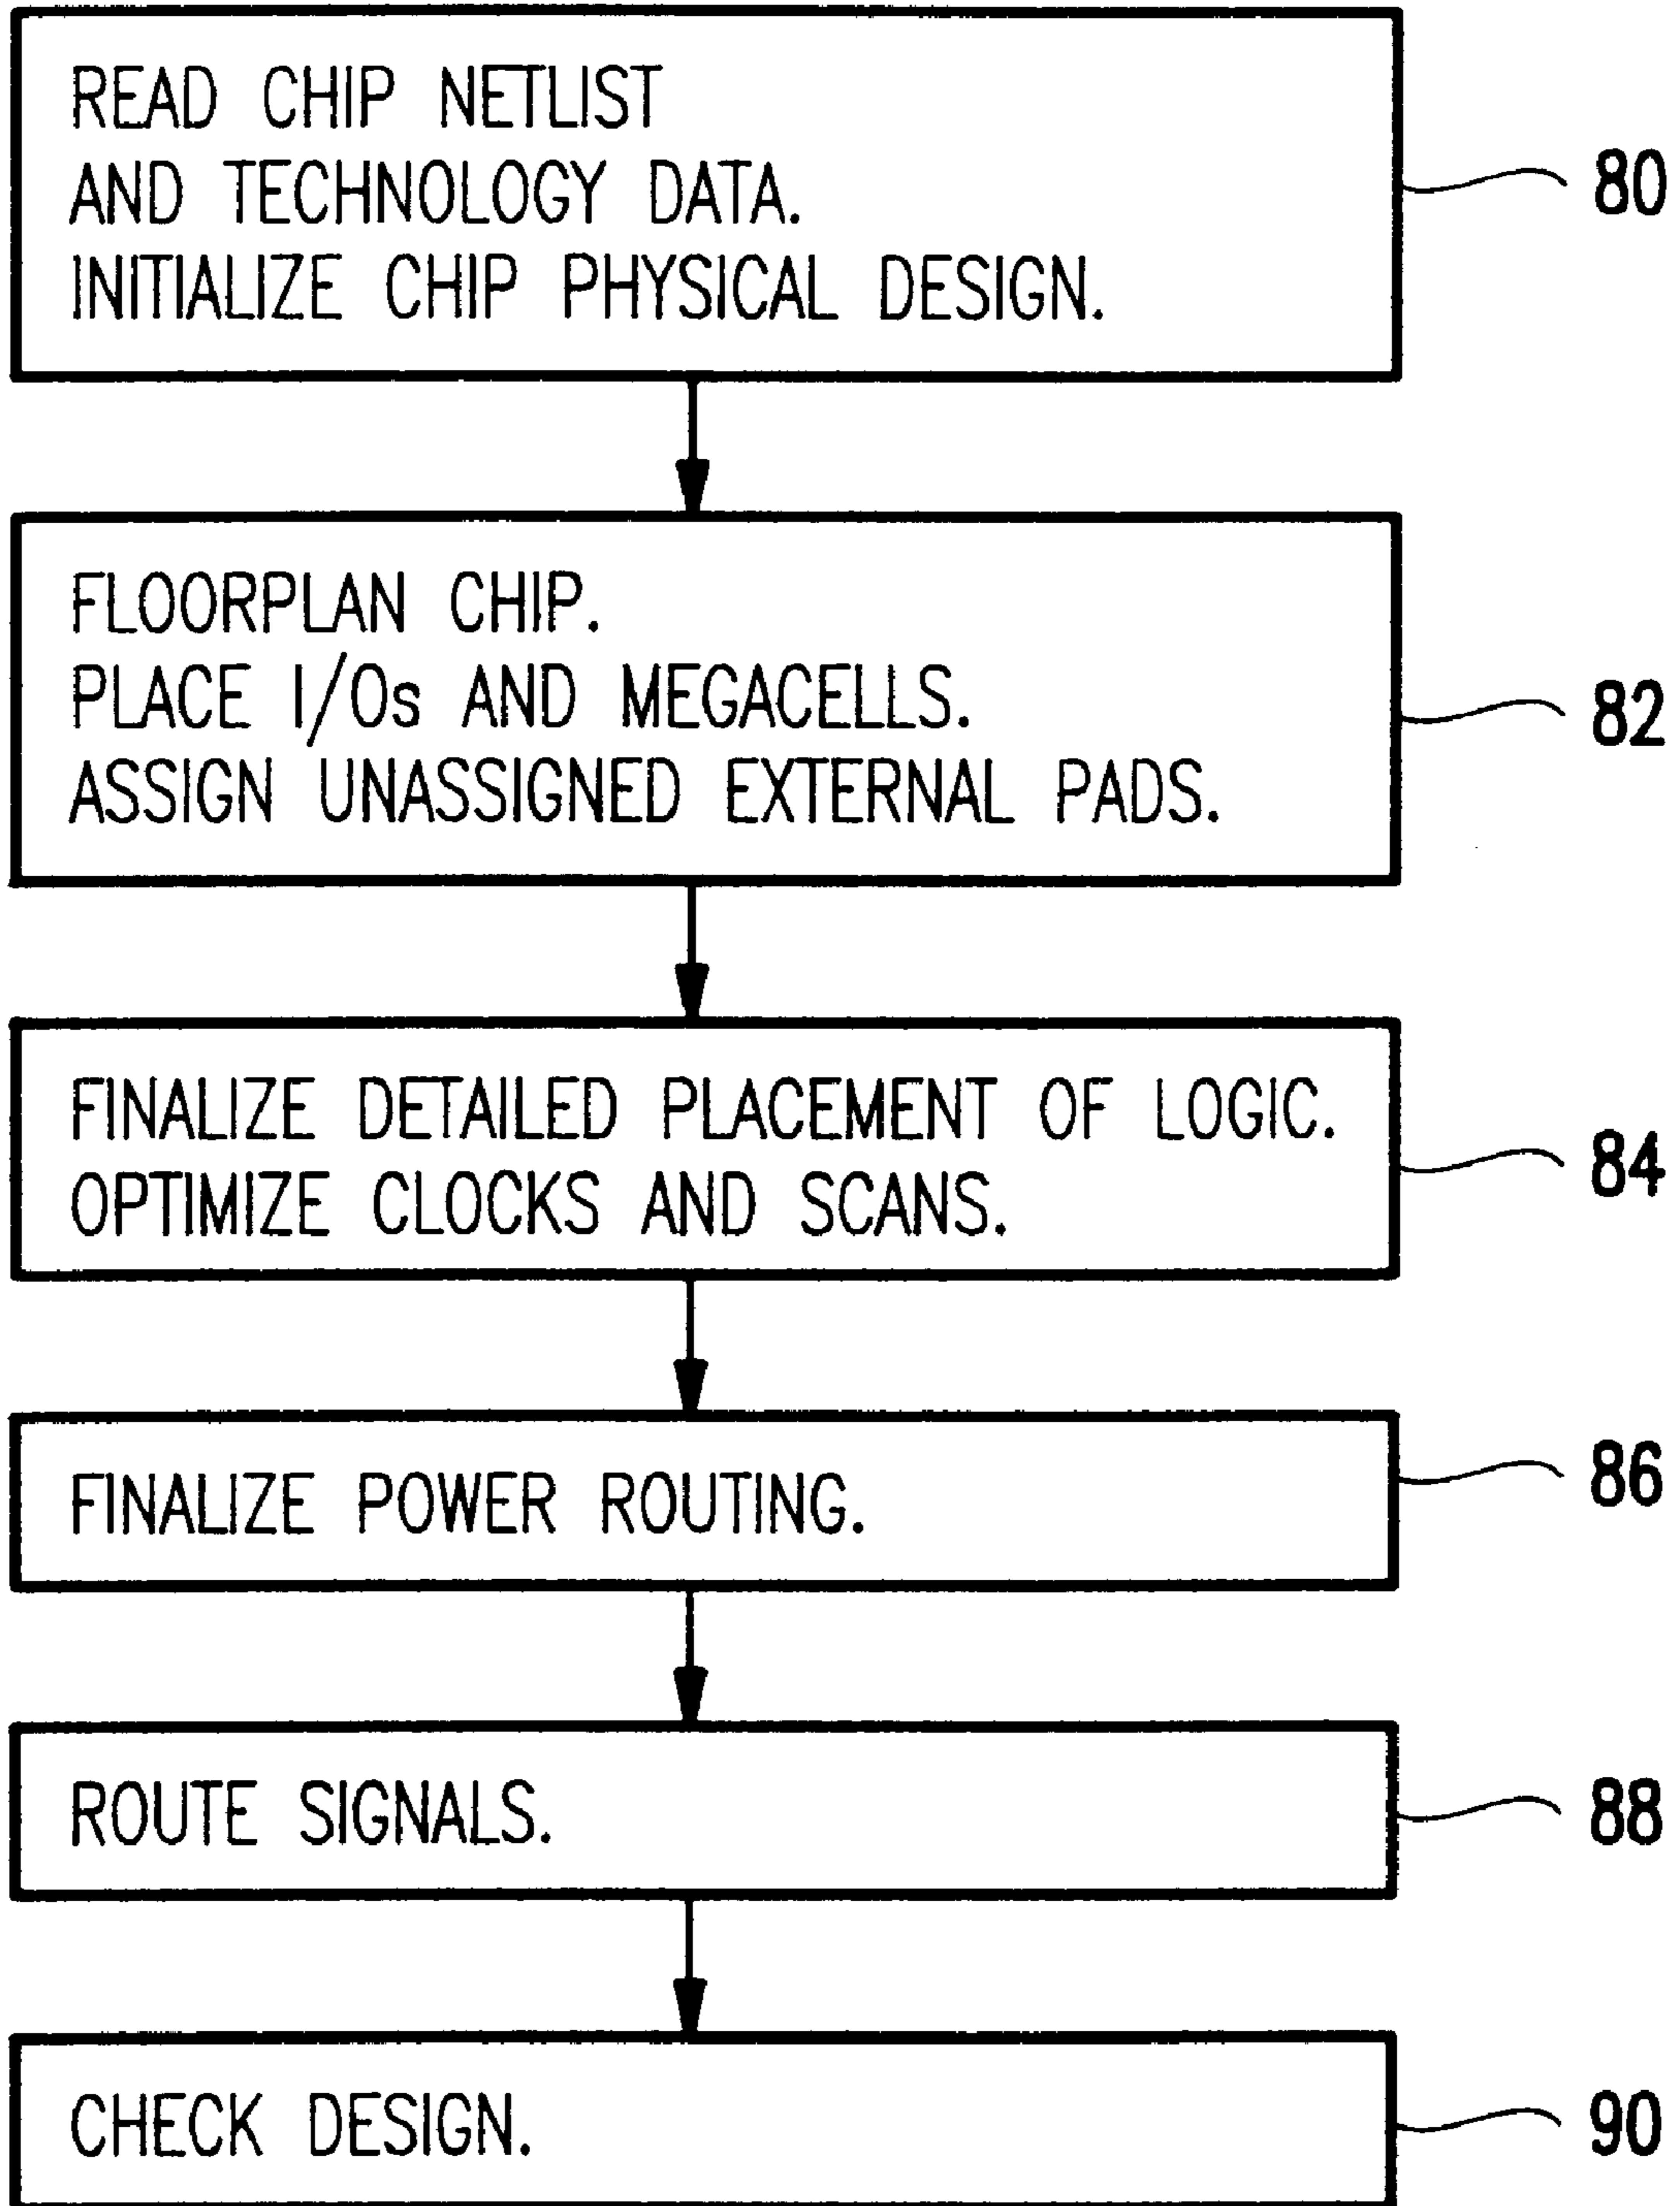 READ CHIP NETLIST
AND TECHNOLOGY DATA.
INITIALIZE CHIP PHYSICAL DESIGN.
80
FLOORPLAN CHIP.
PLACE I/Os AND MEGACELLS.
ASSIGN UNASSIGNED EXTERNAL PADS.
82
FINALIZE DETAILED PLACEMENT OF LOGIC.
OPTIMIZE CLOCKS AND SCANS.
84
FINALIZE POWER ROUTING.
86
ROUTE SIGNALS.
88
CHECK DESIGN.
90